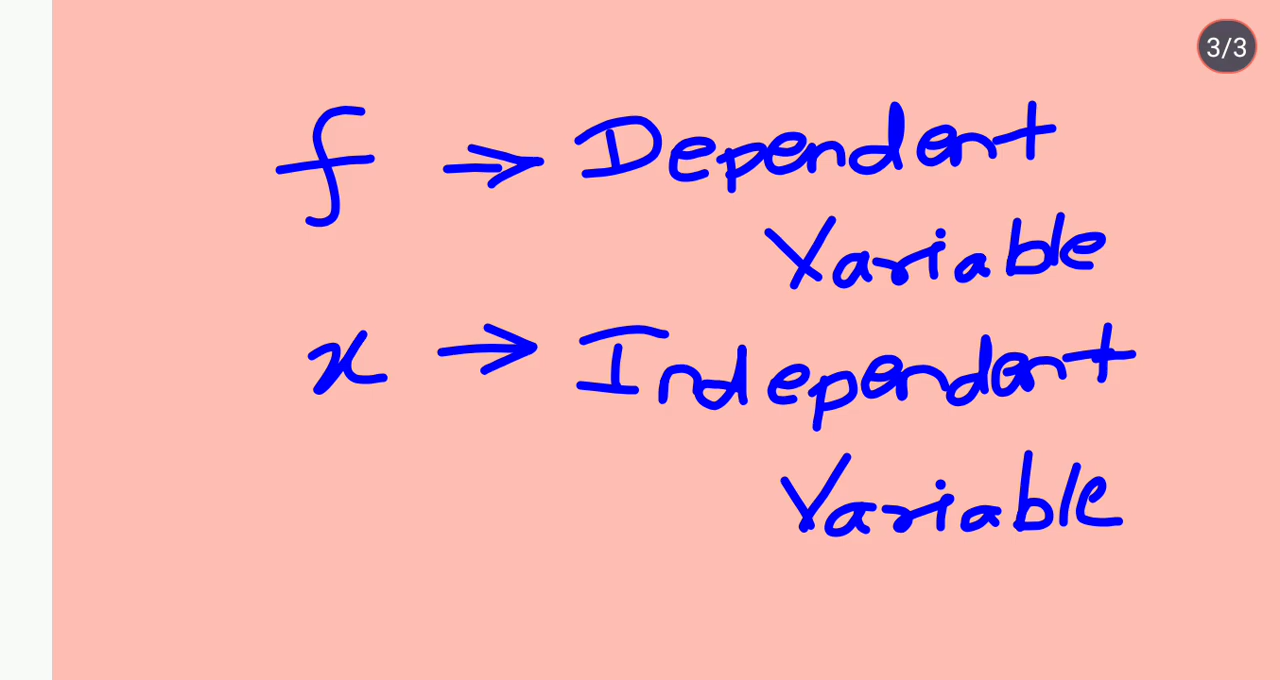 3/3
f ⇒ Dependent
Variable
x → Independent
Variable